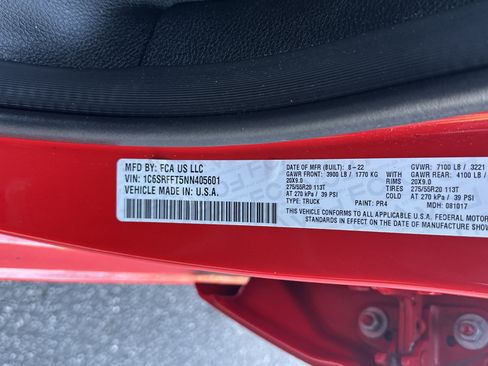 MFD BY: FCA US LLC
VIN: 1C6SRFFT5NN405601
VEHICLE MADE IN: U.S.A.
DATE OF MFR (BUILT): 8-22
GAWR FRONT: 3900 LB / 1770 KG WITH
20X9.0
275/55R20 113T
AT 270 kPa / 39 PSI
TYPE: TRUCK PAINT: PR4
GVWR: 7100 LB / 3221
GAWR REAR: 4100 LB
RIMS 20X9.0
TIRES 275/55R20 113T
COLD AT 270 kPa / 39 PSI
MDH: 081017
THIS VEHICLE CONFORMS TO ALL APPLICABLE U.S.A. FEDERAL MOTOR
STANDARDS IN EFFECT ON THE DATE OF MANUFACTURE SHOW